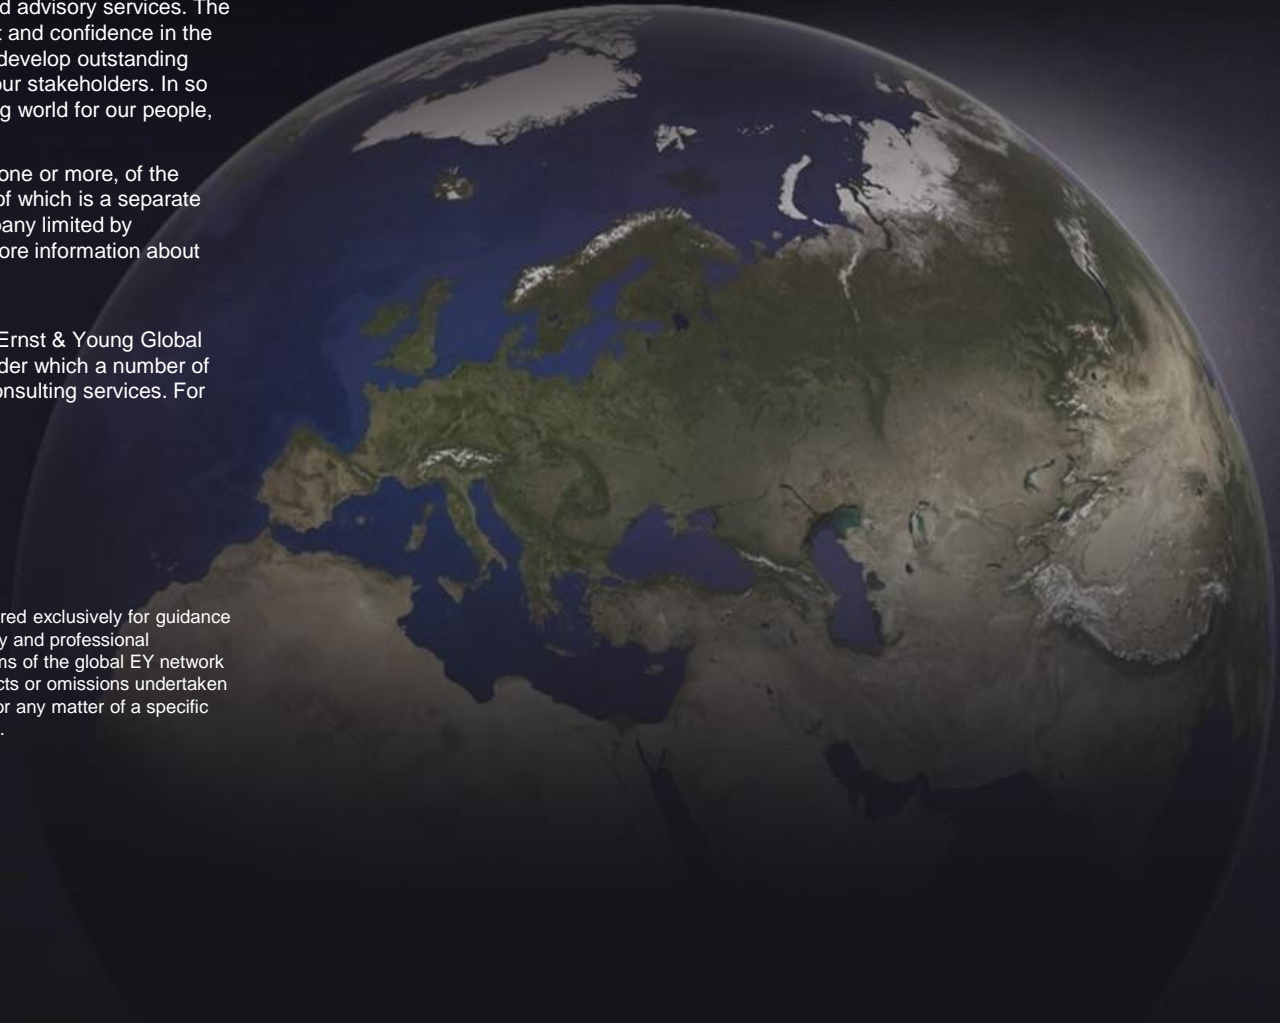 d advisory services. The
t and confidence in the
develop outstanding
our stakeholders. In so
g world for our people,
one or more, of the
of which is a separate
pany limited by
ore information about
Ernst & Young Global
der which a number of
onsulting services. For
red exclusively for guidance
y and professional
ms of the global EY network
cts or omissions undertaken
or any matter of a specific
.